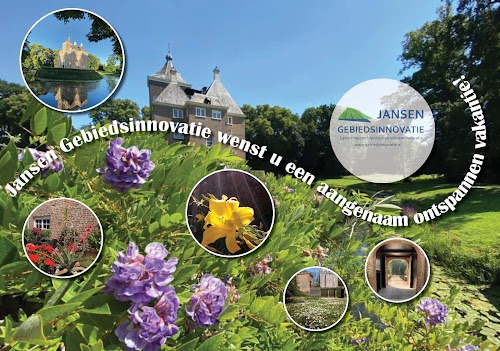 Jansen Gebiedsinnovatie wenst u een aangenaam ontspannen vakantie!
JANSEN
GEBIEDSINNOVATIE